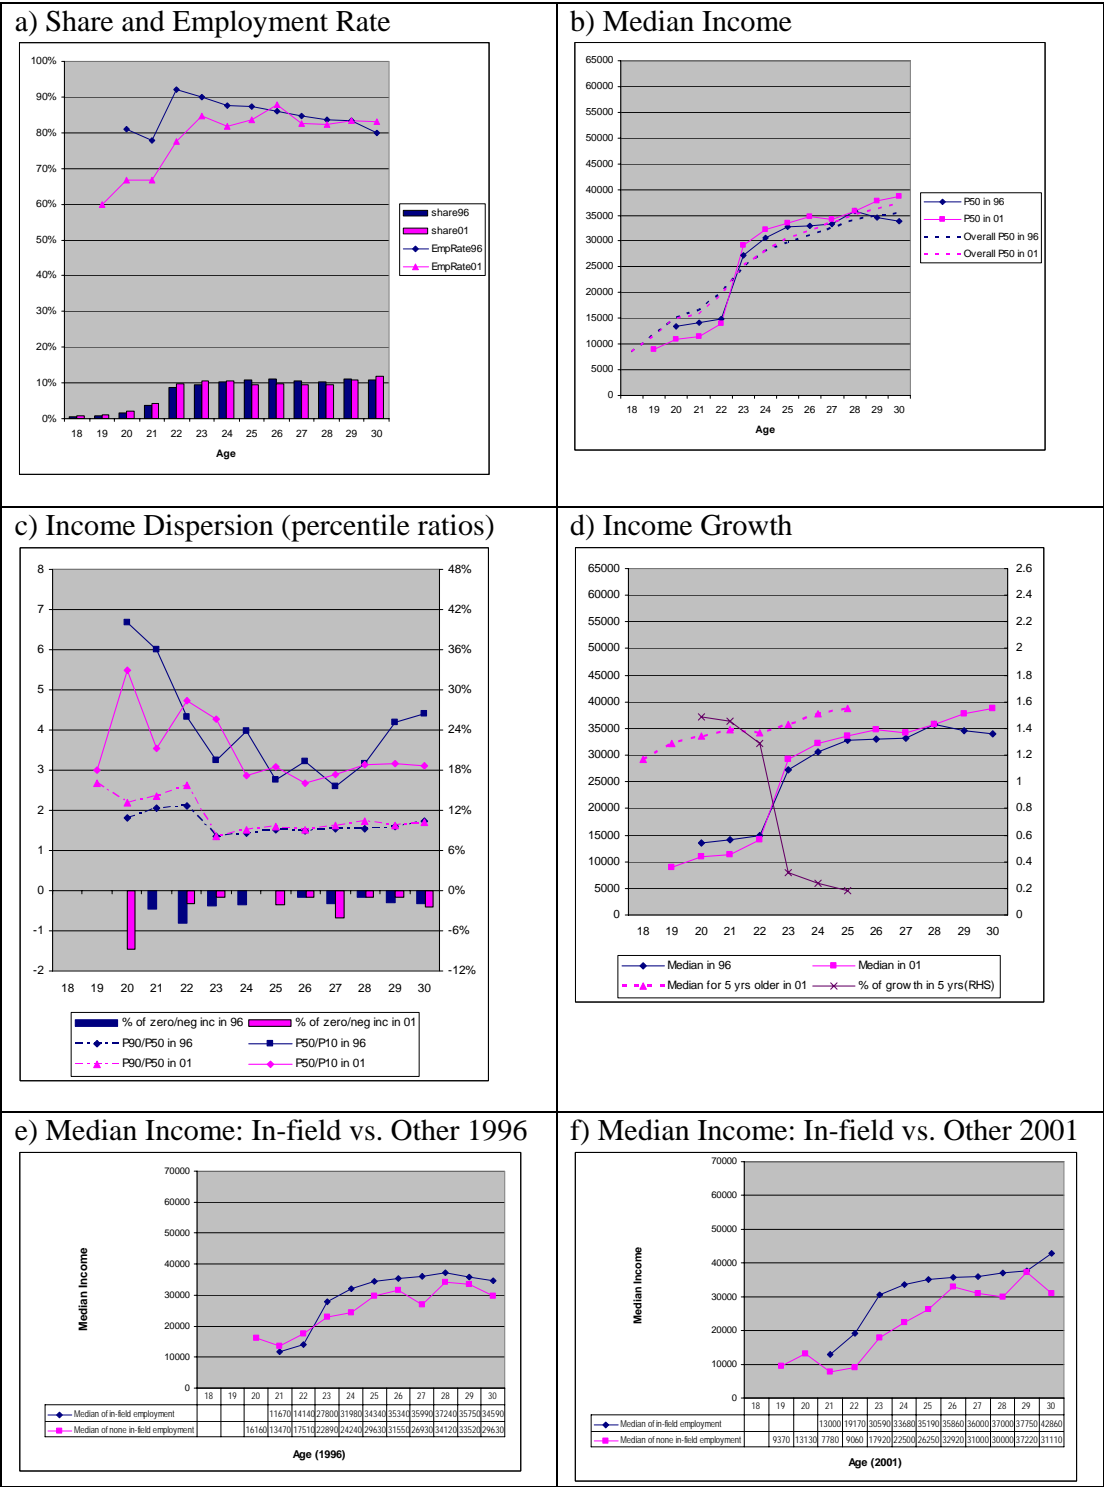 a) Share and Employment Rate
100%
90%
80%
70%
60%
50%
40%
30%
20%
10%
0%
18 19 20 21 22 23 24 25 26 27 28 29 30
Age
share96
share01
EmpRate96
EmpRate01
b) Median Income
65000
60000
55000
50000
45000
40000
35000
30000
25000
20000
15000
10000
5000
0
18 19 20 21 22 23 24 25 26 27 28 29 30
Age
P50 in 96
P50 in 01
Overall P50 in 96
Overall P50 in 01
c) Income Dispersion (percentile ratios)
8
7
6
5
4
3
2
1
0
-1
-2
48%
42%
36%
30%
24%
18%
12%
6%
0%
-6%
-12%
18 19 20 21 22 23 24 25 26 27 28 29 30
% of zero/neg inc in 96 % of zero/neg inc in 01
P90/P50 in 96 P50/P10 in 96
P90/P50 in 01 P50/P10 in 01
d) Income Growth
65000
60000
55000
50000
45000
40000
35000
30000
25000
20000
15000
10000
5000
0
2.6
2.4
2.2
2
1.8
1.6
1.4
1.2
1
0.8
0.6
0.4
0.2
0
18 19 20 21 22 23 24 25 26 27 28 29 30
Median in 96 Median in 01
Median for 5 yrs older in 01 % of growth in 5 yrs(RHS)
e) Median Income: In-field vs. Other 1996
Median Income
70000
60000
50000
40000
30000
20000
10000
0
18 19 20 21 22 23 24 25 26 27 28 29 30
Median of in-field employment 11670 14140 27800 31980 34340 35340 35990 37240 35750 34590
Median of none in-field employment 16160 13470 17510 22890 24240 29630 31550 26930 34120 33520 29630
Age (1996)
f) Median Income: In-field vs. Other 2001
Median Income
70000
60000
50000
40000
30000
20000
10000
0
18 19 20 21 22 23 24 25 26 27 28 29 30
Median of in-field employment 13000 19170 30590 33680 35190 35860 36000 37000 37750 42860
Median of none in-field employment 9370 13130 7780 9060 17920 22500 26250 32920 31000 30000 37220 31110
Age (2001)